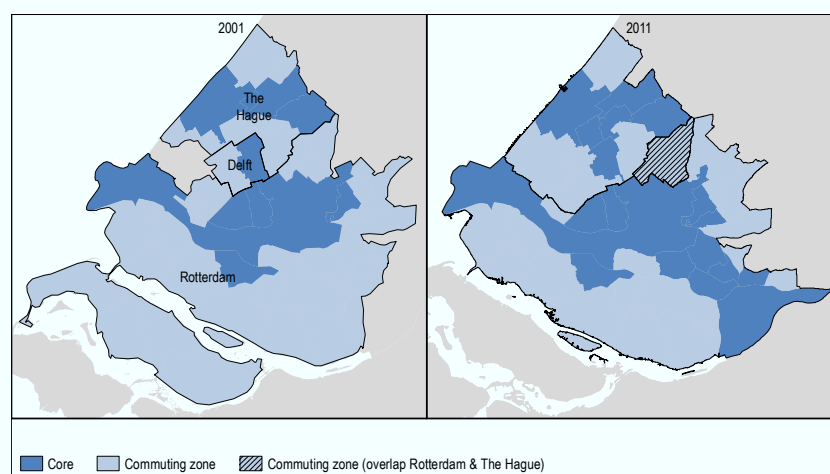 2001
2011
The
Hague
Delft
Rotterdam
Core
Commuting zone
Commuting zone (overlap Rotterdam & The Hague)